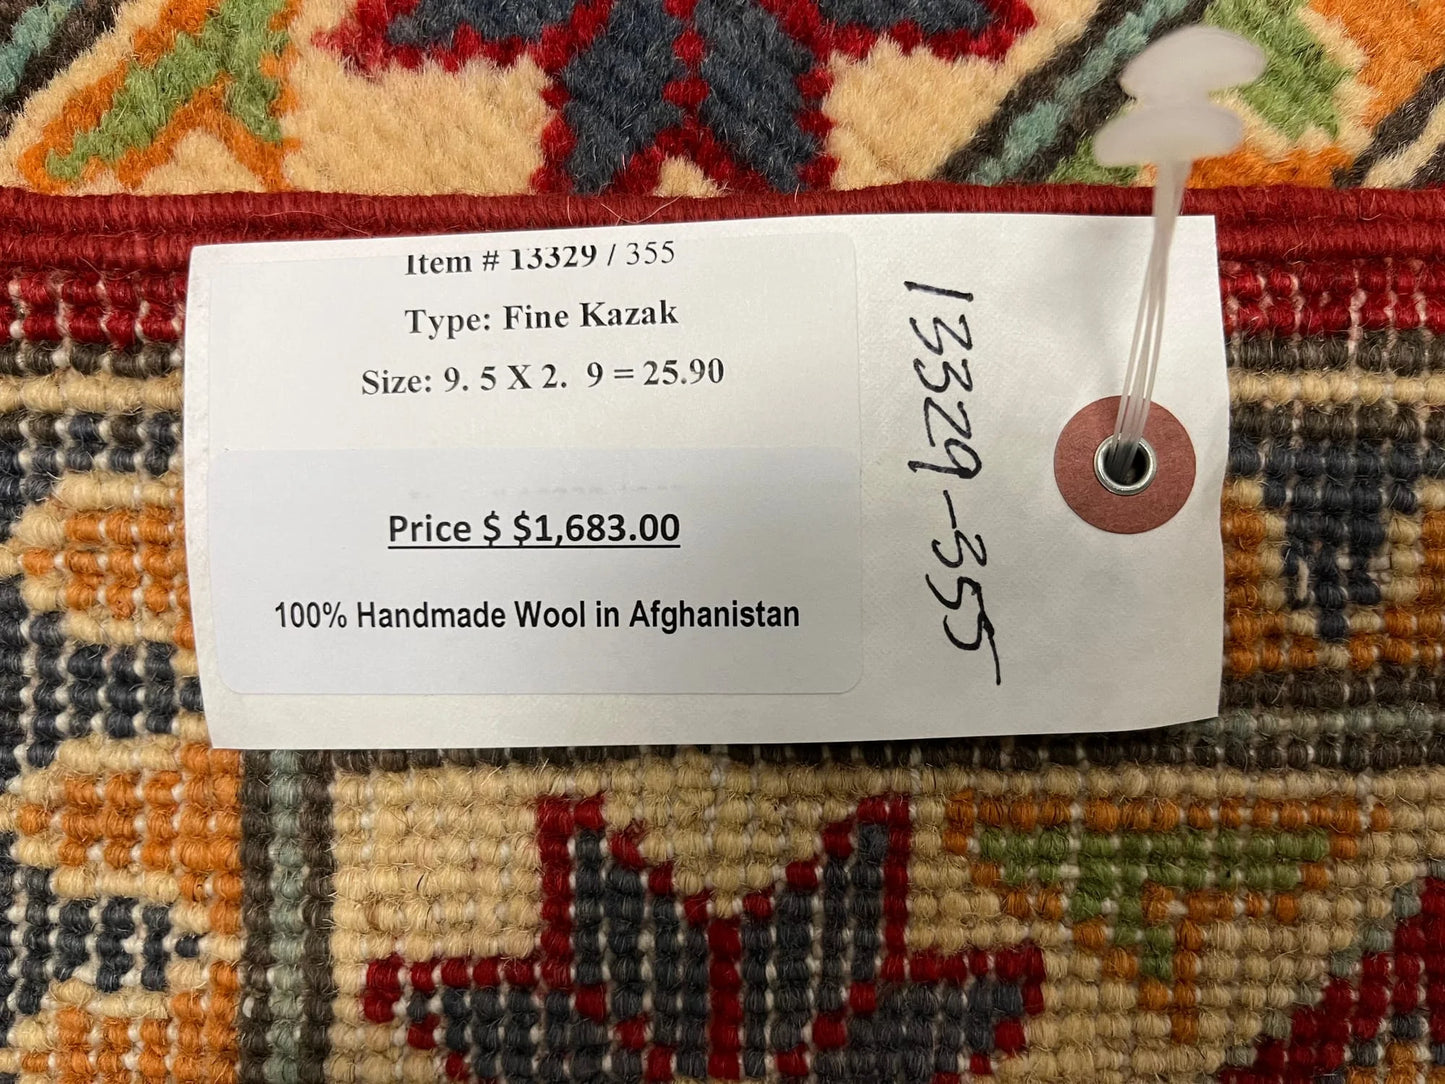 Item # 13329 / 355
Type: Fine Kazak
Size: 9. 5 X 2.  9 = 25.90
Price $ $1,683.00
100% Handmade Wool in Afghanistan
13329-355